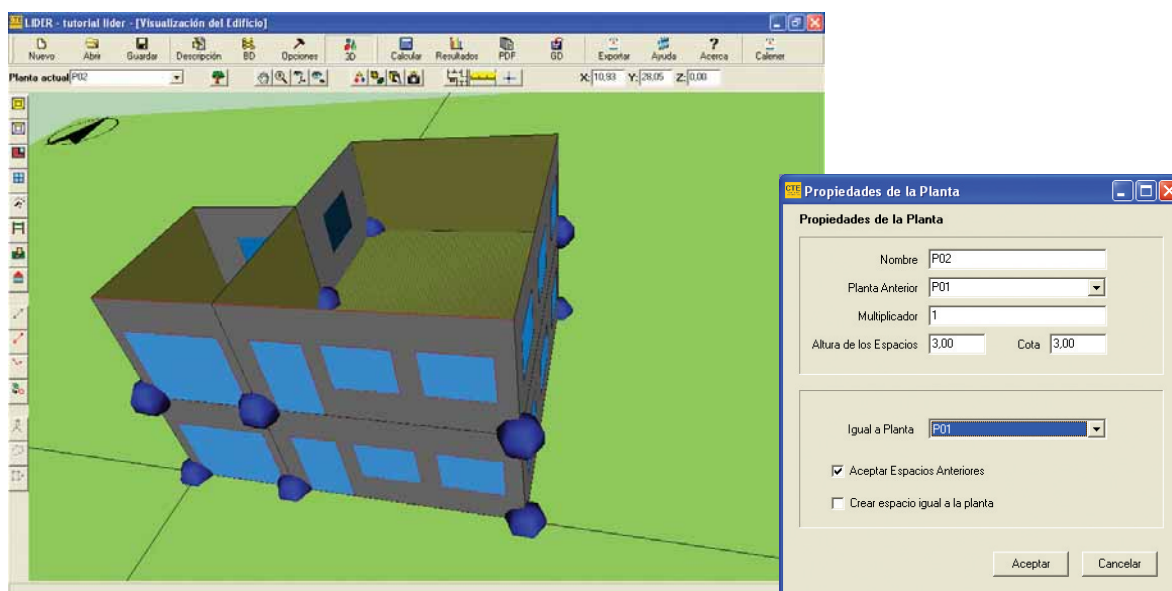 LIDER - tutorial lider - [Visualización del Edificio]
Nuevo Abrir Guardar Descripción BD Opciones 3D Calcular Resultados PDF GD Exportar Ayuda Acerca Calener
Planta actual P02 X: 10,93 Y: 28,05 Z: 0,00
CTE Propiedades de la Planta
Propiedades de la Planta
Nombre P02
Planta Anterior P01
Multiplicador 1
Altura de los Espacios 3,00 Cota 3,00
Igual a Planta P01
Aceptar Espacios Anteriores
Crear espacio igual a la planta
Aceptar Cancelar